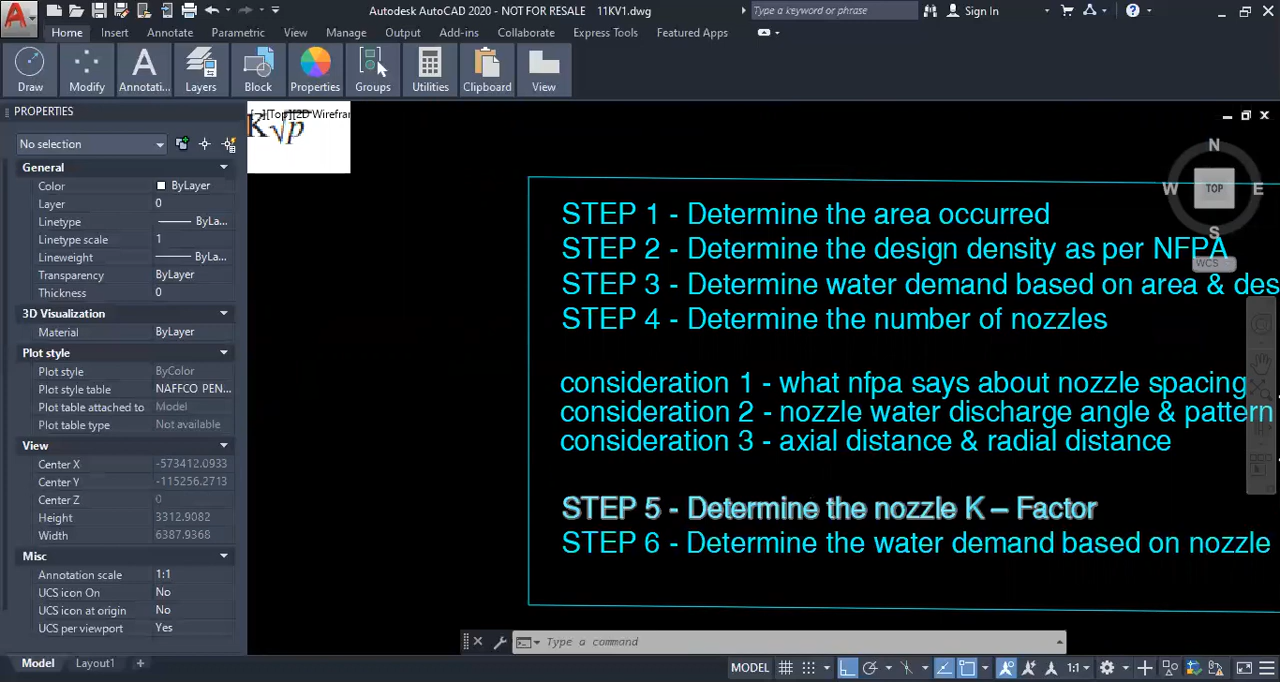 Autodesk AutoCAD 2020 - NOT FOR RESALE 11KV1.dwg
Type a keyword or phrase
Sign In
Home Insert Annotate Parametric View Manage Output Add-ins Collaborate Express Tools Featured Apps
Draw Modify Annotati... Layers Block Properties Groups Utilities Clipboard View
PROPERTIES
No selection
General
Color ByLayer
Layer 0
Linetype ByLa...
Linetype scale 1
Lineweight ByLa...
Transparency ByLayer
Thickness 0
3D Visualization
Material ByLayer
Plot style
Plot style ByColor
Plot style table NAFFCO PEN...
Plot table attached to Model
Plot table type Not available
View
Center X -573412.0933
Center Y -115256.2713
Center Z 0
Height 3312.9082
Width 6387.9368
Misc
Annotation scale 1:1
UCS icon On No
UCS icon at origin No
UCS per viewport Yes
[-][Top][2D Wirefram
K√p
N
W TOP E
S
WCS
STEP 1 - Determine the area occurred
STEP 2 - Determine the design density as per NFPA
STEP 3 - Determine water demand based on area & des
STEP 4 - Determine the number of nozzles
consideration 1 - what nfpa says about nozzle spacing
consideration 2 - nozzle water discharge angle & pattern
consideration 3 - axial distance & radial distance
STEP 5 - Determine the nozzle K – Factor
STEP 6 - Determine the water demand based on nozzle
Type a command
Model Layout1 +
MODEL 1:1